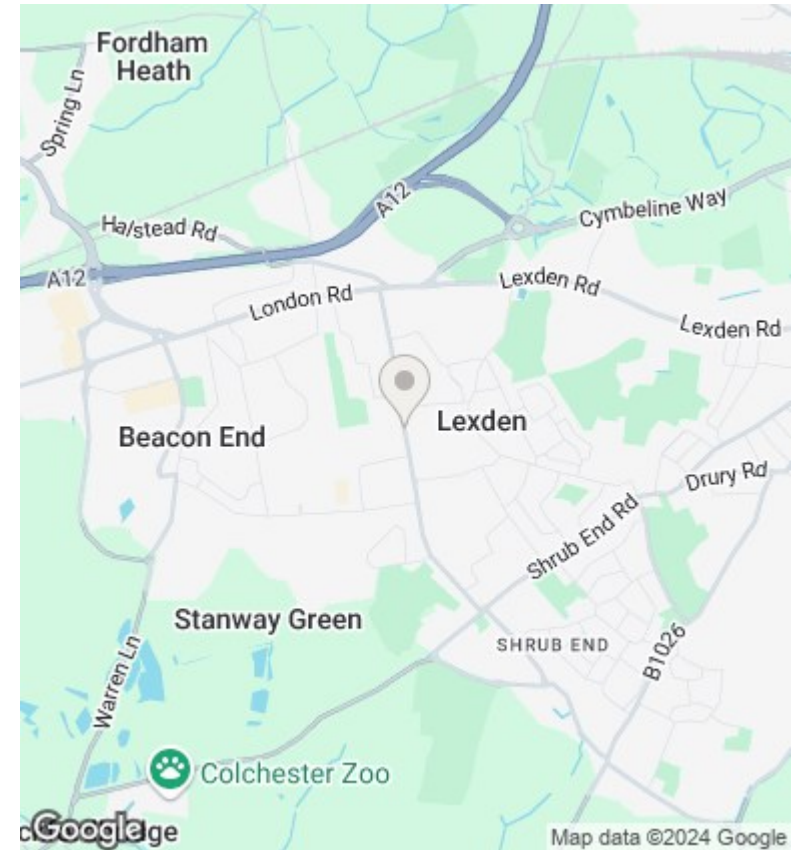 Fordham
Heath
Spring Ln
A12
Halstead Rd
Cymbeline Way
A12
Lexden Rd
London Rd
Lexden Rd
Lexden
Beacon End
Drury Rd
Shrub End Rd
Stanway Green
SHRUB END
B1026
Warren Ln
Colchester Zoo
Google
Map data ©2024 Google